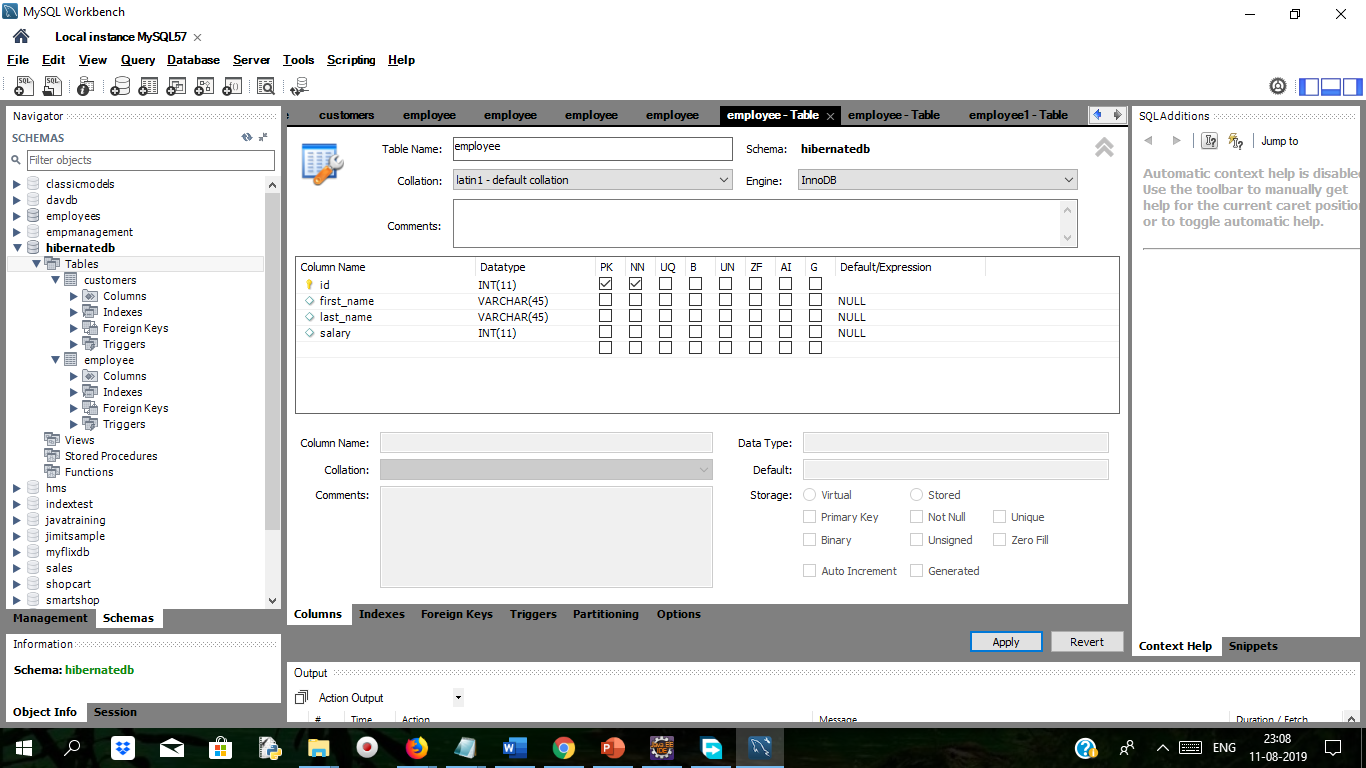 MySQL Workbench
Local instance MySQL57
File Edit View Query Database Server Tools Scripting Help
Navigator
SCHEMAS
Filter objects
classicmodels
davdb
employees
empmanagement
hibernatedb
Tables
customers
Columns
Indexes
Foreign Keys
Triggers
employee
Columns
Indexes
Foreign Keys
Triggers
Views
Stored Procedures
Functions
hms
indextest
javatraining
jimitsample
myflixdb
sales
shopcart
smartshop
Management Schemas
Information
Schema: hibernatedb
Object Info Session
customers employee employee employee employee employee - Table employee - Table employee1 - Table
Table Name: employee Schema: hibernatedb
Collation: latin1 - default collation Engine: InnoDB
Comments:
Column Name Datatype PK NN UQ B UN ZF AI G Default/Expression
id INT(11)
first_name VARCHAR(45) NULL
last_name VARCHAR(45) NULL
salary INT(11) NULL
Column Name: Data Type:
Collation: Default:
Comments: Storage: Virtual Stored
Primary Key Not Null Unique
Binary Unsigned Zero Fill
Auto Increment Generated
Columns Indexes Foreign Keys Triggers Partitioning Options
Apply Revert
Output
Action Output
# Time Action Message Duration / Fetch
SQL Additions
Jump to
Automatic context help is disable
Use the toolbar to manually get
help for the current caret position
or to toggle automatic help.
Context Help Snippets
ENG
23:08
11-08-2019